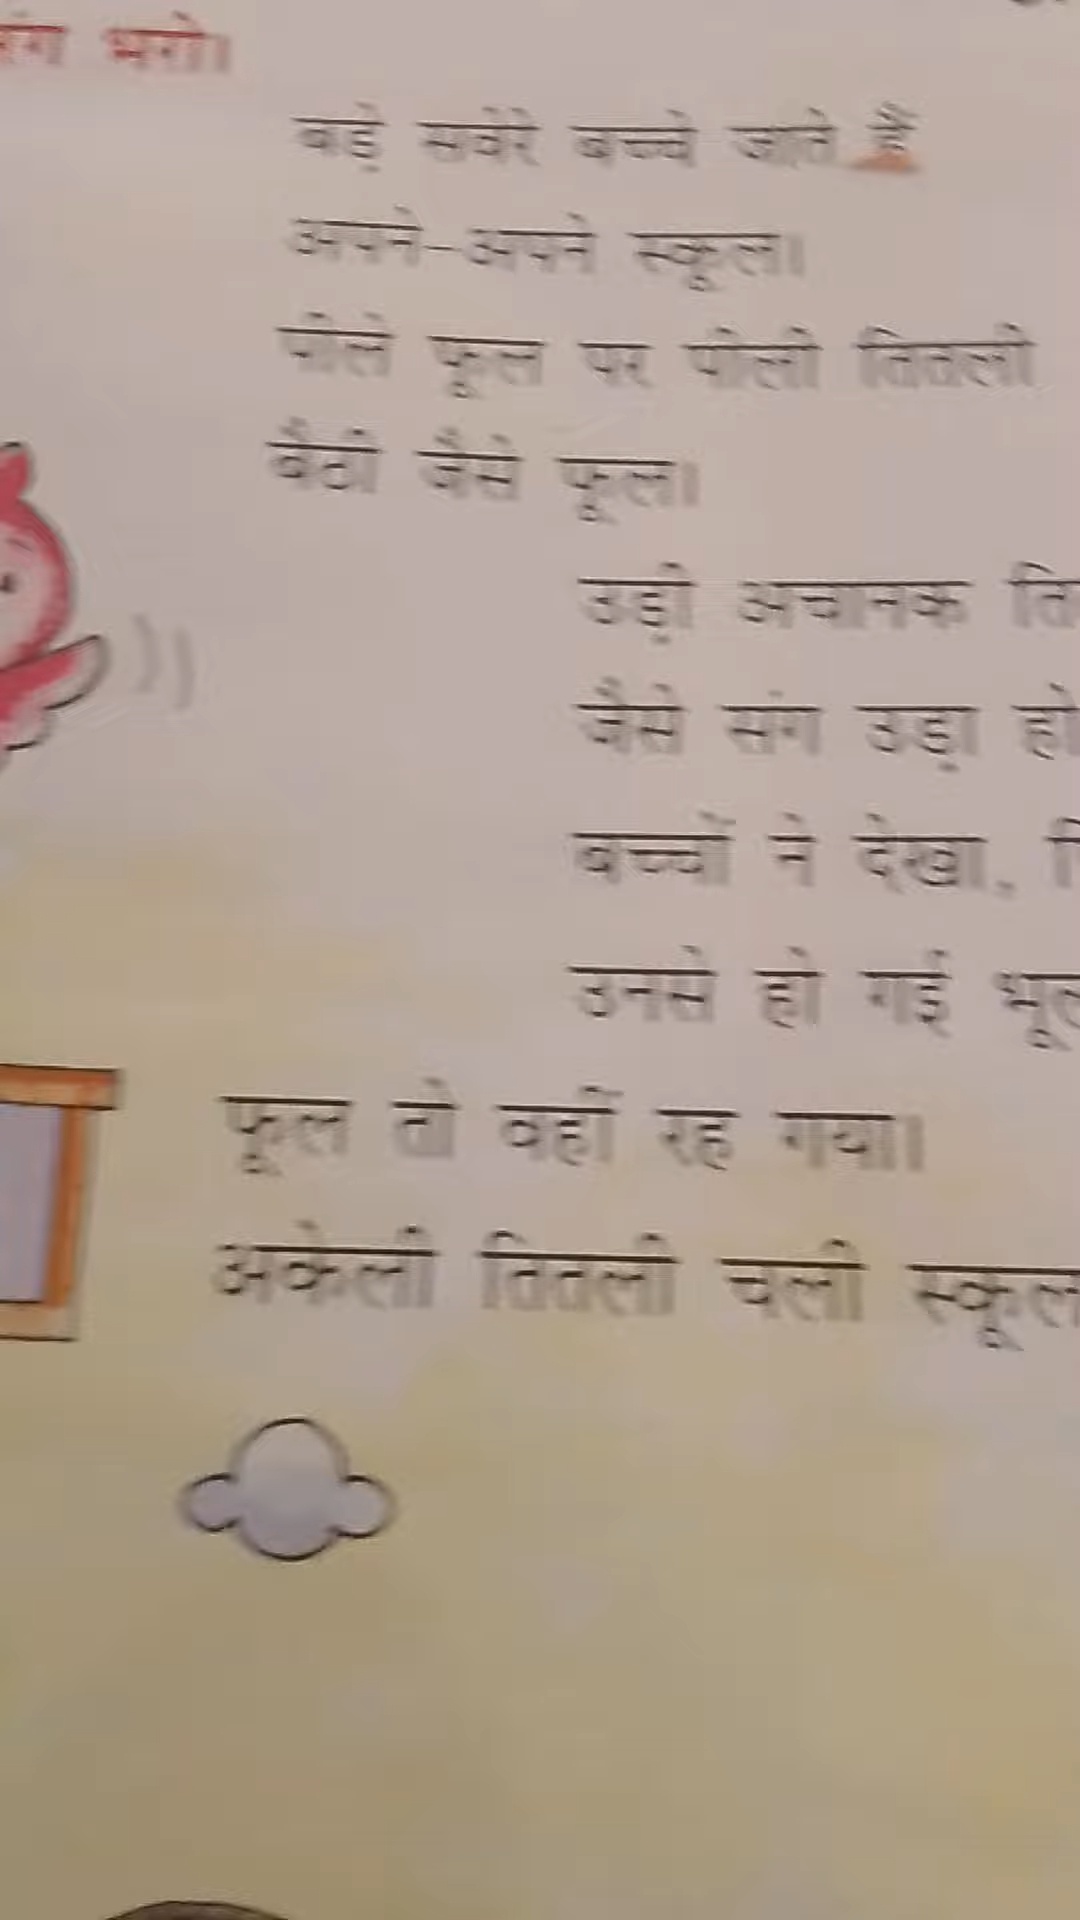 रंग भरो।
बड़े सवेरे बच्चे जाते हैं
अपने-अपने स्कूल।
पीले फूल पर पीली तितली
बैठी जैसे फूल।
उड़ी अचानक ति
जैसे संग उड़ा हो
बच्चों ने देखा,
उनसे हो गई भूल
फूल तो वहीं रह गया।
अकेली तितली चली स्कूल